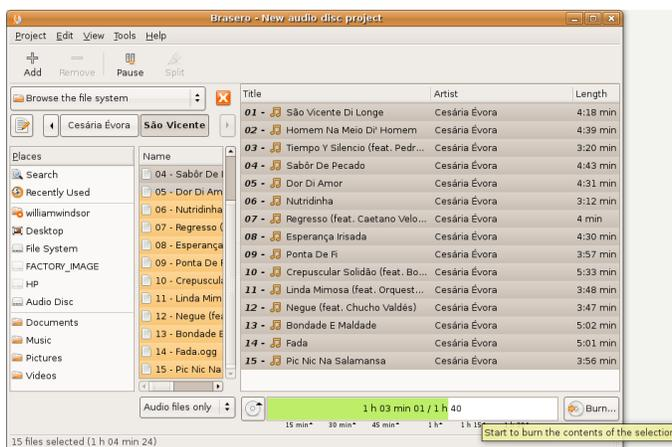 Brasero - New audio disc project
Project Edit View Tools Help
Add Remove Pause Split
Browse the file system
Cesária Évora São Vicente
Places
Search
Recently Used
williamwindsor
Desktop
File System
FACTORY_IMAGE
HP
Audio Disc
Documents
Music
Pictures
Videos
Name
04 - Sabôr De
05 - Dor Di Am
06 - Nutridinha
07 - Regresso (
08 - Esperança
09 - Ponta De F
10 - Crepuscula
11 - Linda Mim
12 - Negue (fea
13 - Bondade E
14 - Fada.ogg
15 - Pic Nic Na
Audio files only
Title Artist Length
01 - São Vicente Di Longe Cesária Évora 4:18 min
02 - Homem Na Meio Di' Homem Cesária Évora 4:39 min
03 - Tiempo Y Silencio (feat. Pedr... Cesária Évora 3:20 min
04 - Sabôr De Pecado Cesária Évora 4:43 min
05 - Dor Di Amor Cesária Évora 4:31 min
06 - Nutridinha Cesária Évora 3:12 min
07 - Regresso (feat. Caetano Velo... Cesária Évora 4 min
08 - Esperança Irisada Cesária Évora 4:30 min
09 - Ponta De Fi Cesária Évora 3:57 min
10 - Crepuscular Solidão (feat. Bo... Cesária Évora 5:33 min
11 - Linda Mimosa (feat. Orquest... Cesária Évora 3:48 min
12 - Negue (feat. Chucho Valdés) Cesária Évora 3:47 min
13 - Bondade E Maldade Cesária Évora 5:02 min
14 - Fada Cesária Évora 5:01 min
15 - Pic Nic Na Salamansa Cesária Évora 3:56 min
1 h 03 min 01 / 1 h 40
Burn...
15 min 30 min 45 min 1 h
Start to burn the contents of the selection
15 files selected (1 h 04 min 24)